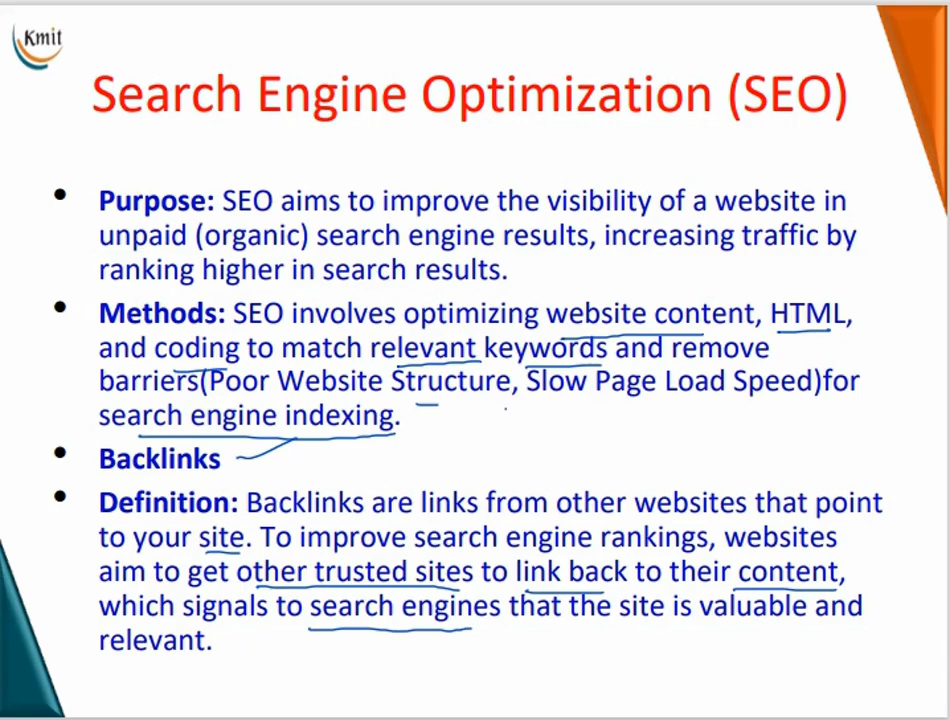 Kmit
Search Engine Optimization (SEO)
• Purpose: SEO aims to improve the visibility of a website in
unpaid (organic) search engine results, increasing traffic by
ranking higher in search results.
• Methods: SEO involves optimizing website content, HTML,
and coding to match relevant keywords and remove
barriers(Poor Website Structure, Slow Page Load Speed)for
search engine indexing.
• Backlinks
• Definition: Backlinks are links from other websites that point
to your site. To improve search engine rankings, websites
aim to get other trusted sites to link back to their content,
which signals to search engines that the site is valuable and
relevant.